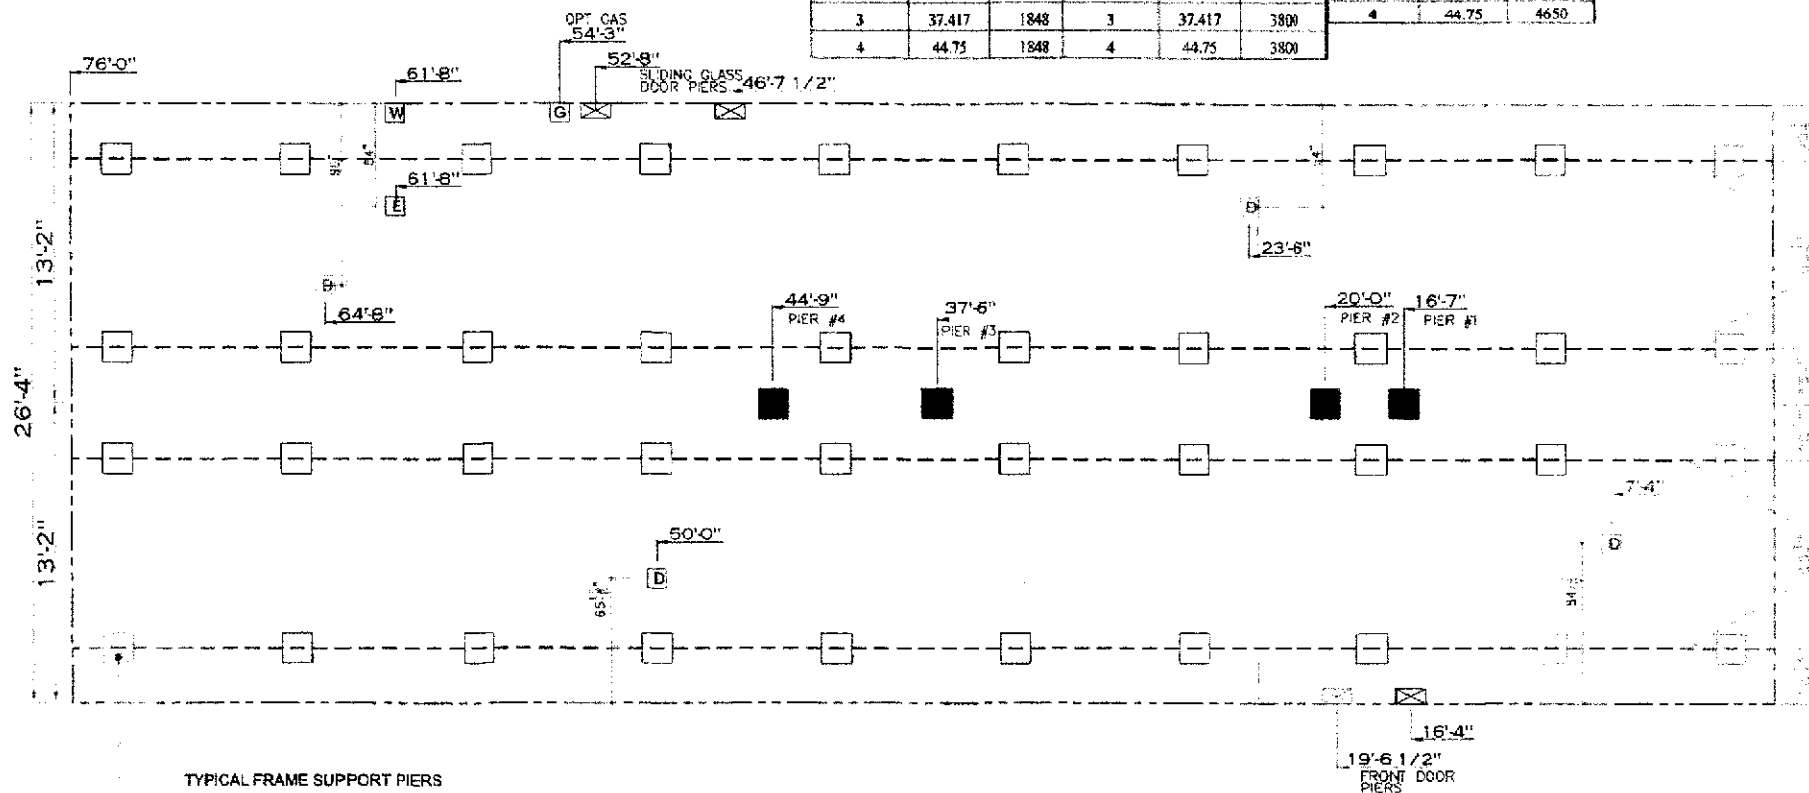 3 37.417 1848 3 37.417 3800 4 44.75 4650
4 44.75 1848 4 44.75 3800
OPT GAS
54'-3"
76'-0"
61'-8"
52'-8"
SLIDING GLASS
DOOR PIERS
46'-7 1/2"
W
G
61'-8"
E
D
23'-6"
13'-2"
64'-8"
44'-9"
PIER #4
37'-6"
PIER #3
20'-0"
PIER #2
16'-7"
PIER #1
26'-4"
7'-4"
50'-0"
D
D
13'-2"
16'-4"
19'-6 1/2"
FRONT DOOR
PIERS
TYPICAL FRAME SUPPORT PIERS